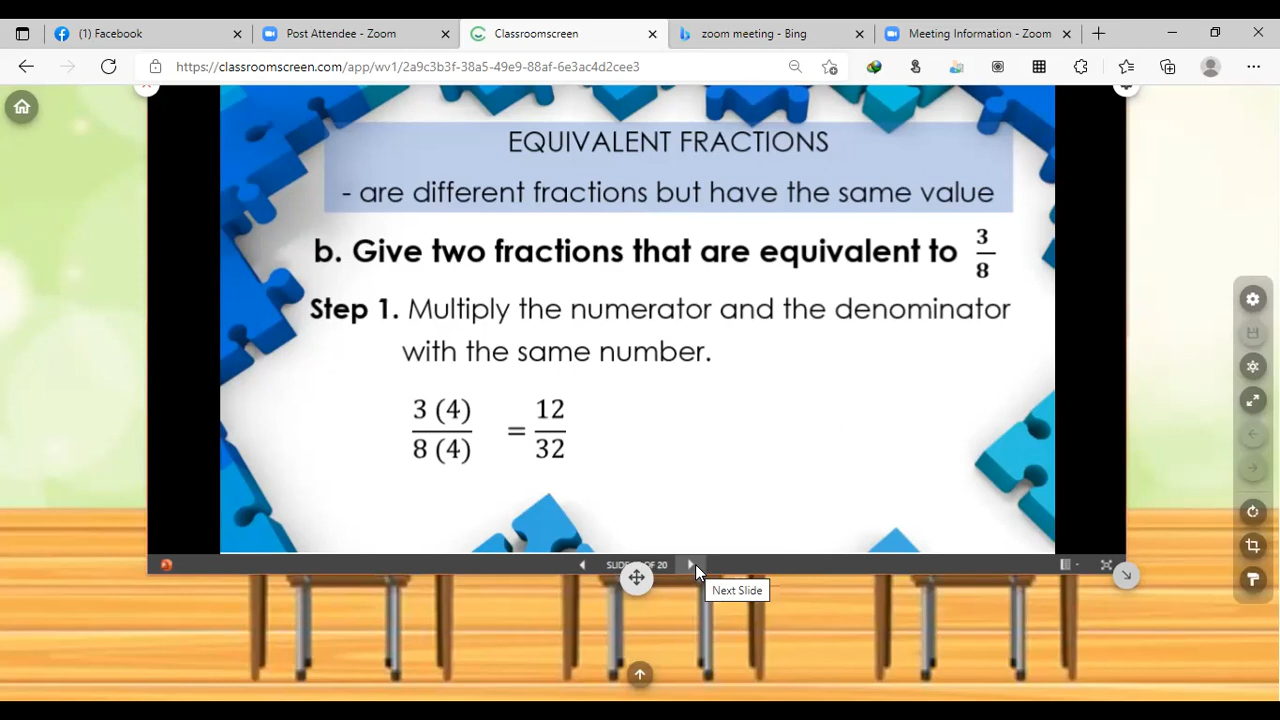 (1) Facebook
Post Attendee - Zoom
Classroomscreen
zoom meeting - Bing
Meeting Information - Zoom
https://classroomscreen.com/app/wv1/2a9c3b3f-38a5-49e9-88af-6e3ac4d2cee3
EQUIVALENT FRACTIONS
- are different fractions but have the same value
b. Give two fractions that are equivalent to 3/8
Step 1. Multiply the numerator and the denominator
with the same number.
3 (4)/8 (4) = 12/32
OF 20
Next Slide